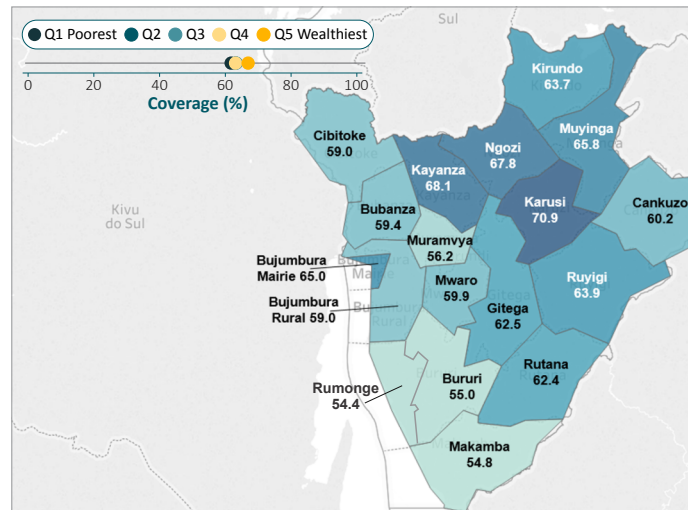 Sul
Q1 Poorest Q2 Q3 Q4 Q5 Wealthiest
0 20 40 60 80 100
Coverage (%)
Kirundo
63.7
Cibitoke
59.0
Muyinga
65.8
Ngozi
67.8
Kayanza
68.1
Karusi
70.9
Cankuzo
60.2
Kivu
do Sul
Bubanza
59.4
Muramvya
56.2
Bujumbura
Mairie 65.0
Mwaro
59.9
Ruyigi
63.9
Bujumbura
Rural 59.0
Gitega
62.5
Rutana
62.4
Bururi
55.0
Rumonge
54.4
Makamba
54.8